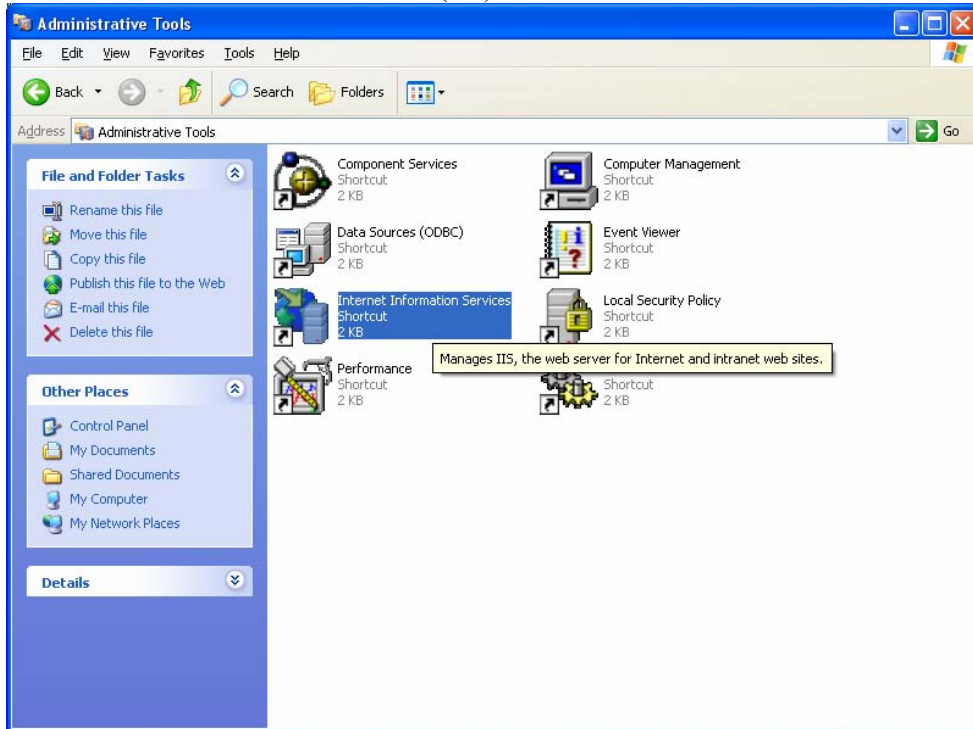 Administrative Tools
File Edit View Favorites Tools Help
Back Search Folders
Address Administrative Tools Go
File and Folder Tasks
Rename this file
Move this file
Copy this file
Publish this file to the Web
E-mail this file
Delete this file
Other Places
Control Panel
My Documents
Shared Documents
My Computer
My Network Places
Details
Component Services
Shortcut
2 KB
Computer Management
Shortcut
2 KB
Data Sources (ODBC)
Shortcut
2 KB
Event Viewer
Shortcut
2 KB
Internet Information Services
Shortcut
2 KB
Local Security Policy
Shortcut
2 KB
Manages IIS, the web server for Internet and intranet web sites.
Performance
Shortcut
2 KB
Shortcut
2 KB